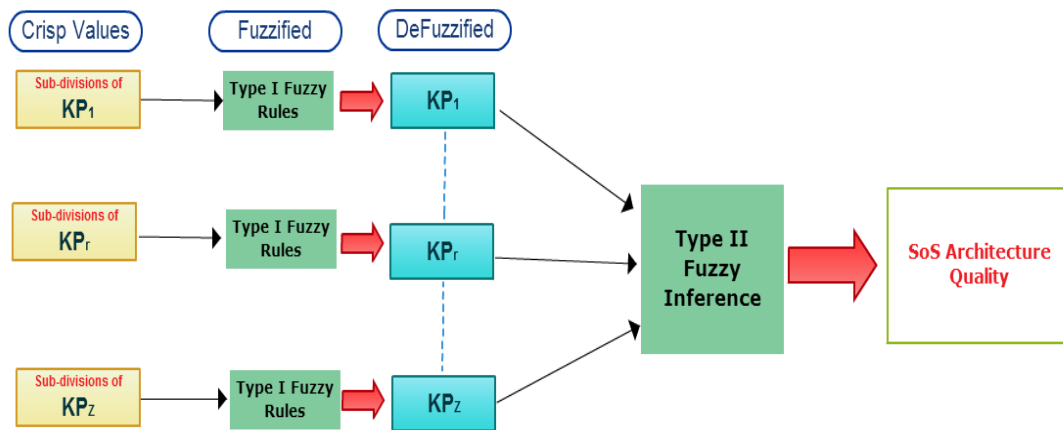 Crisp Values
Fuzzified
DeFuzzified
Sub-divisions of
KP₁
Type I Fuzzy
Rules
KP₁
Sub-divisions of
KPᵣ
Type I Fuzzy
Rules
KPᵣ
Type II
Fuzzy
Inference
SoS Architecture
Quality
Sub-divisions of
KPz
Type I Fuzzy
Rules
KPz